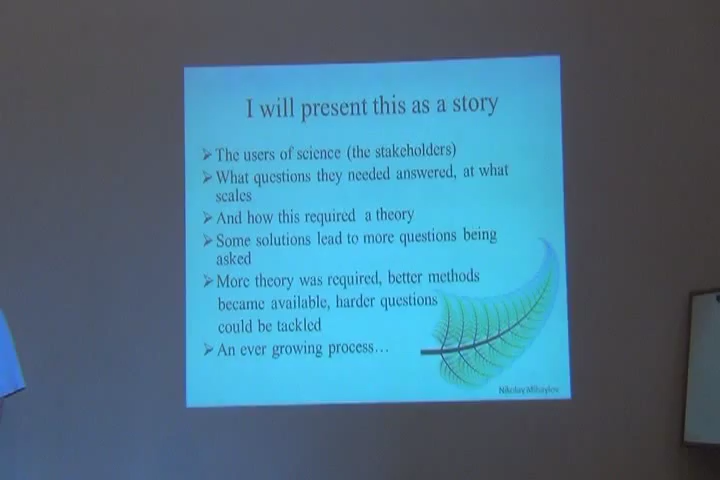 I will present this as a story
➢ The users of science (the stakeholders)
➢ What questions they needed answered, at what
scales
➢ And how this required a theory
➢ Some solutions lead to more questions being
asked
➢ More theory was required, better methods
became available, harder questions
could be tackled
➢ An ever growing process…